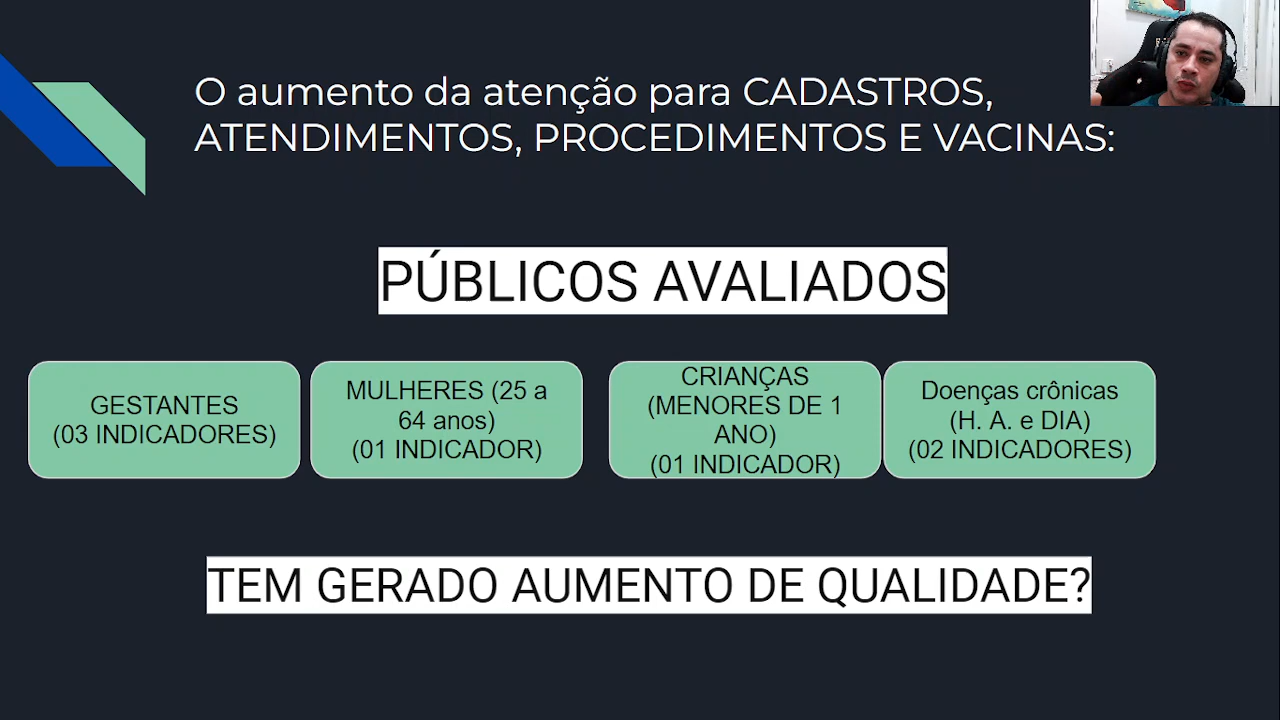 O aumento da atenção para CADASTROS,
ATENDIMENTOS, PROCEDIMENTOS E VACINAS:
PÚBLICOS AVALIADOS
GESTANTES
(03 INDICADORES)
MULHERES (25 a
64 anos)
(01 INDICADOR)
CRIANÇAS
(MENORES DE 1
ANO)
(01 INDICADOR)
Doenças crônicas
(H. A. e DIA)
(02 INDICADORES)
TEM GERADO AUMENTO DE QUALIDADE?